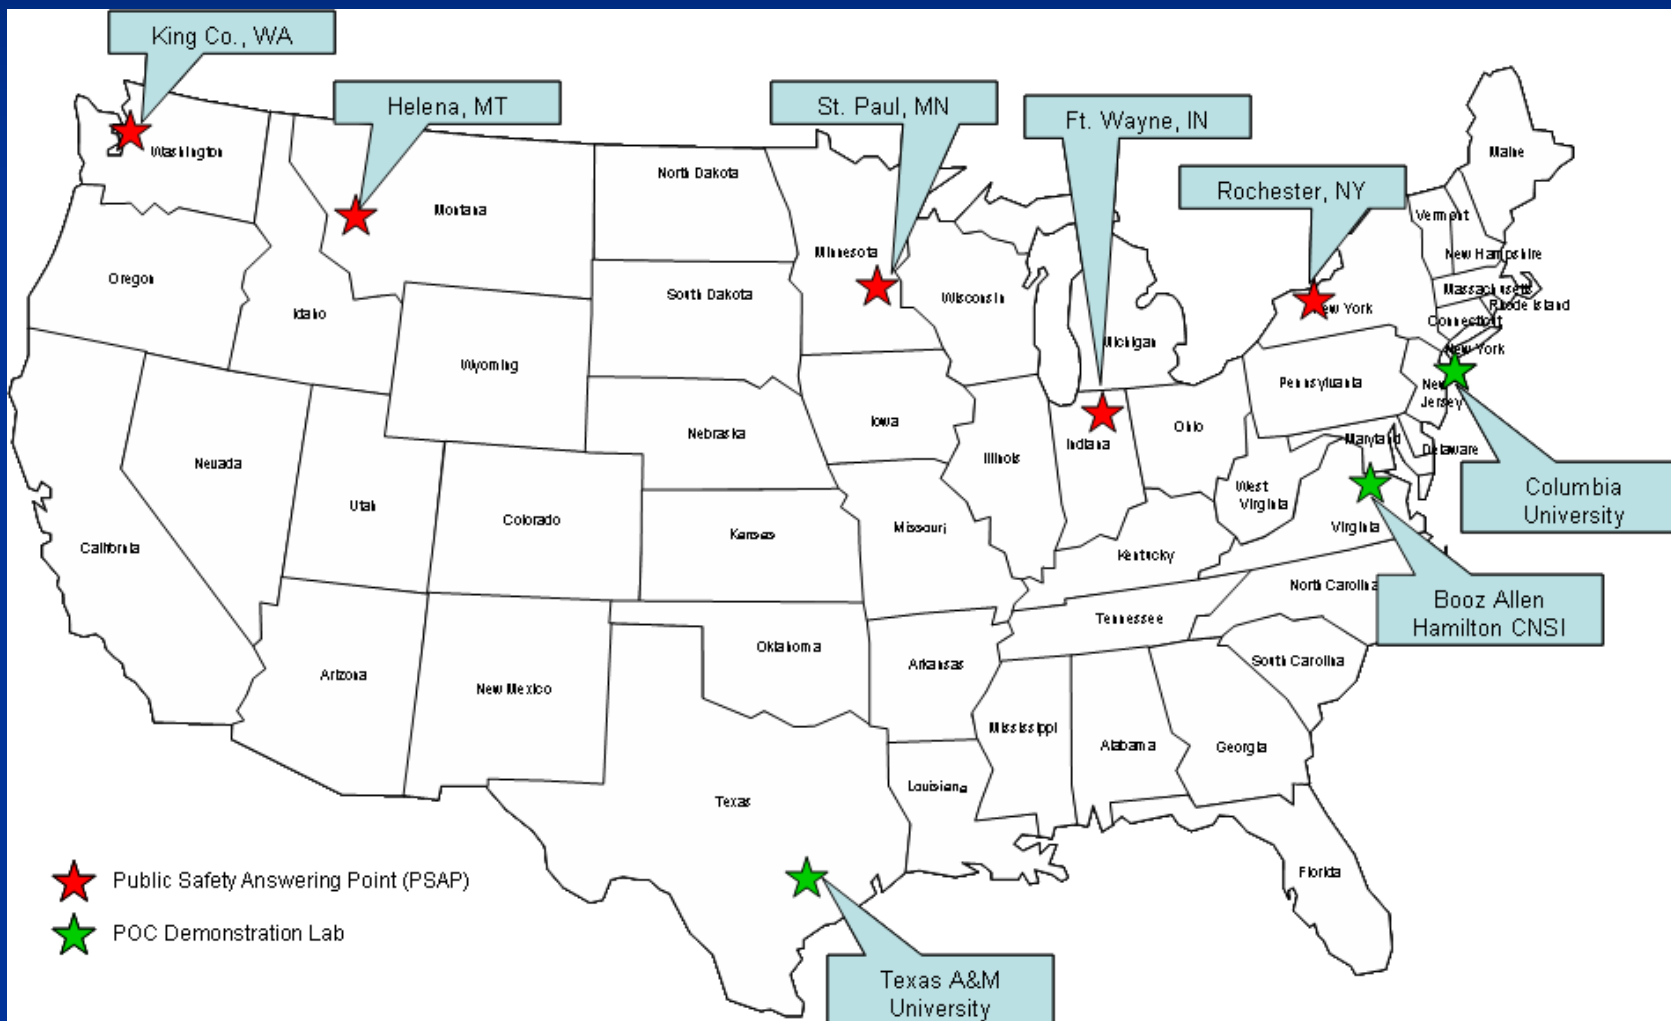 King Co., WA
Helena, MT
St. Paul, MN
Ft. Wayne, IN
Rochester, NY
Washington
Montana
North Dakota
Minnesota
Maine
Vermont
New Hampshire
Oregon
Idaho
South Dakota
Wisconsin
Michigan
New York
Massachusetts
Rhode Island
Connecticut
New York
Wyoming
Pennsylvania
New
Jersey
Nevada
Nebraska
Iowa
Illinois
Indiana
Ohio
Maryland
Delaware
Columbia
University
California
Utah
Colorado
Kansas
Missouri
West
Virginia
Virginia
Kentucky
North Carolina
Booz Allen
Hamilton CNSI
Arizona
New Mexico
Oklahoma
Arkansas
Tennessee
South Carolina
Texas
Louisiana
Mississippi
Alabama
Georgia
Florida
Public Safety Answering Point (PSAP)
POC Demonstration Lab
Texas A&M
University